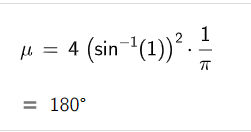 μ = 4 (sin⁻¹(1))² · 1/π
= 180°